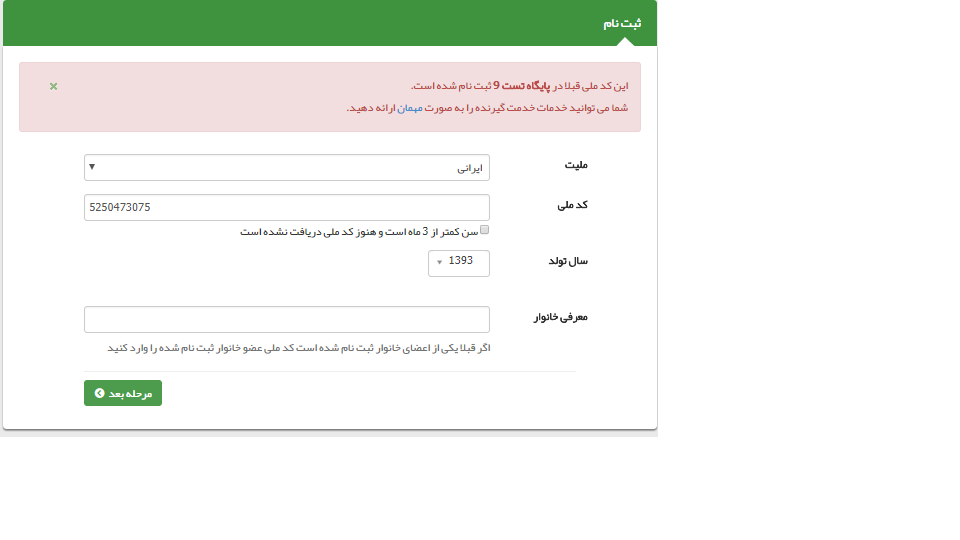 ثبت نام
این کد ملی قبلا در پایگاه تست 9 ثبت نام شده است.
شما می توانید خدمات خدمت گیرنده را به صورت مهمان ارائه دهید.
ملیت
ایرانی
کد ملی
5250473075
سن کمتر از 3 ماه است و هنوز کد ملی دریافت نشده است
سال تولد
1393
معرفی خانوار
اگر قبلا یکی از اعضای خانوار ثبت نام شده است کد ملی عضو خانوار ثبت نام شده را وارد کنید
مرحله بعد